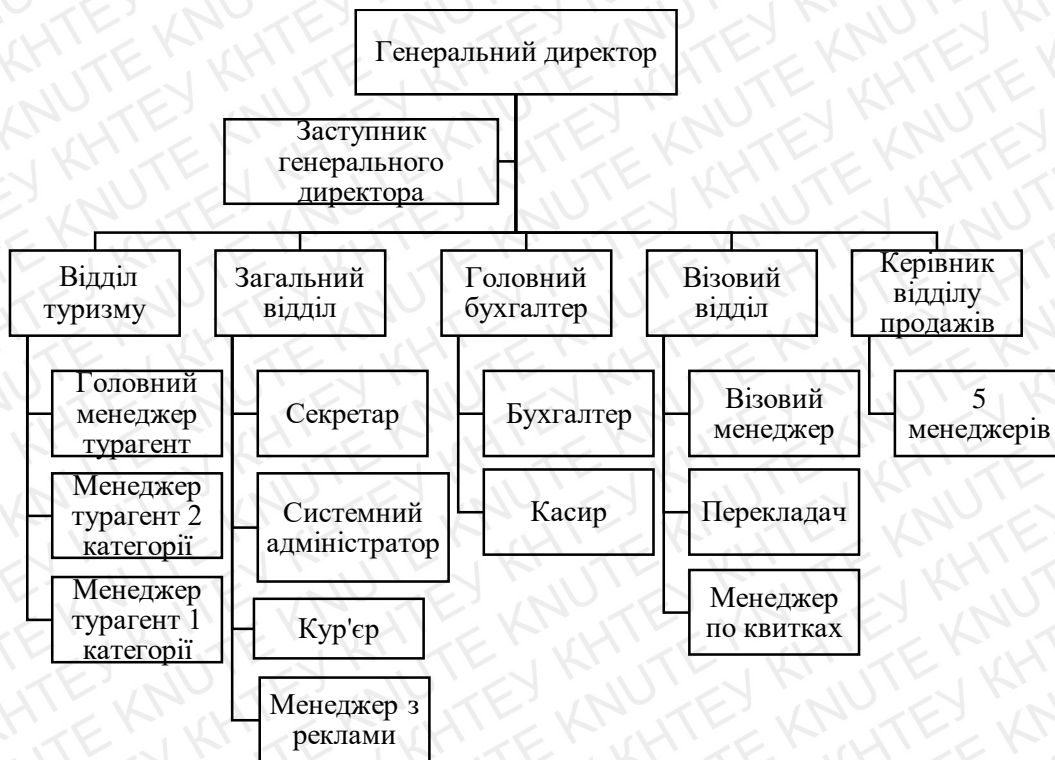 Генеральний директор
Заступник
генерального
директора
Відділ
туризму
Загальний
відділ
Головний
бухгалтер
Візовий
відділ
Керівник
відділу
продажів
Головний
менеджер
турагент
Менеджер
турагент 2
категорії
Менеджер
турагент 1
категорії
Секретар
Системний
адміністратор
Кур'єр
Менеджер з
реклами
Бухгалтер
Касир
Візовий
менеджер
Перекладач
Менеджер
по квитках
5
менеджерів